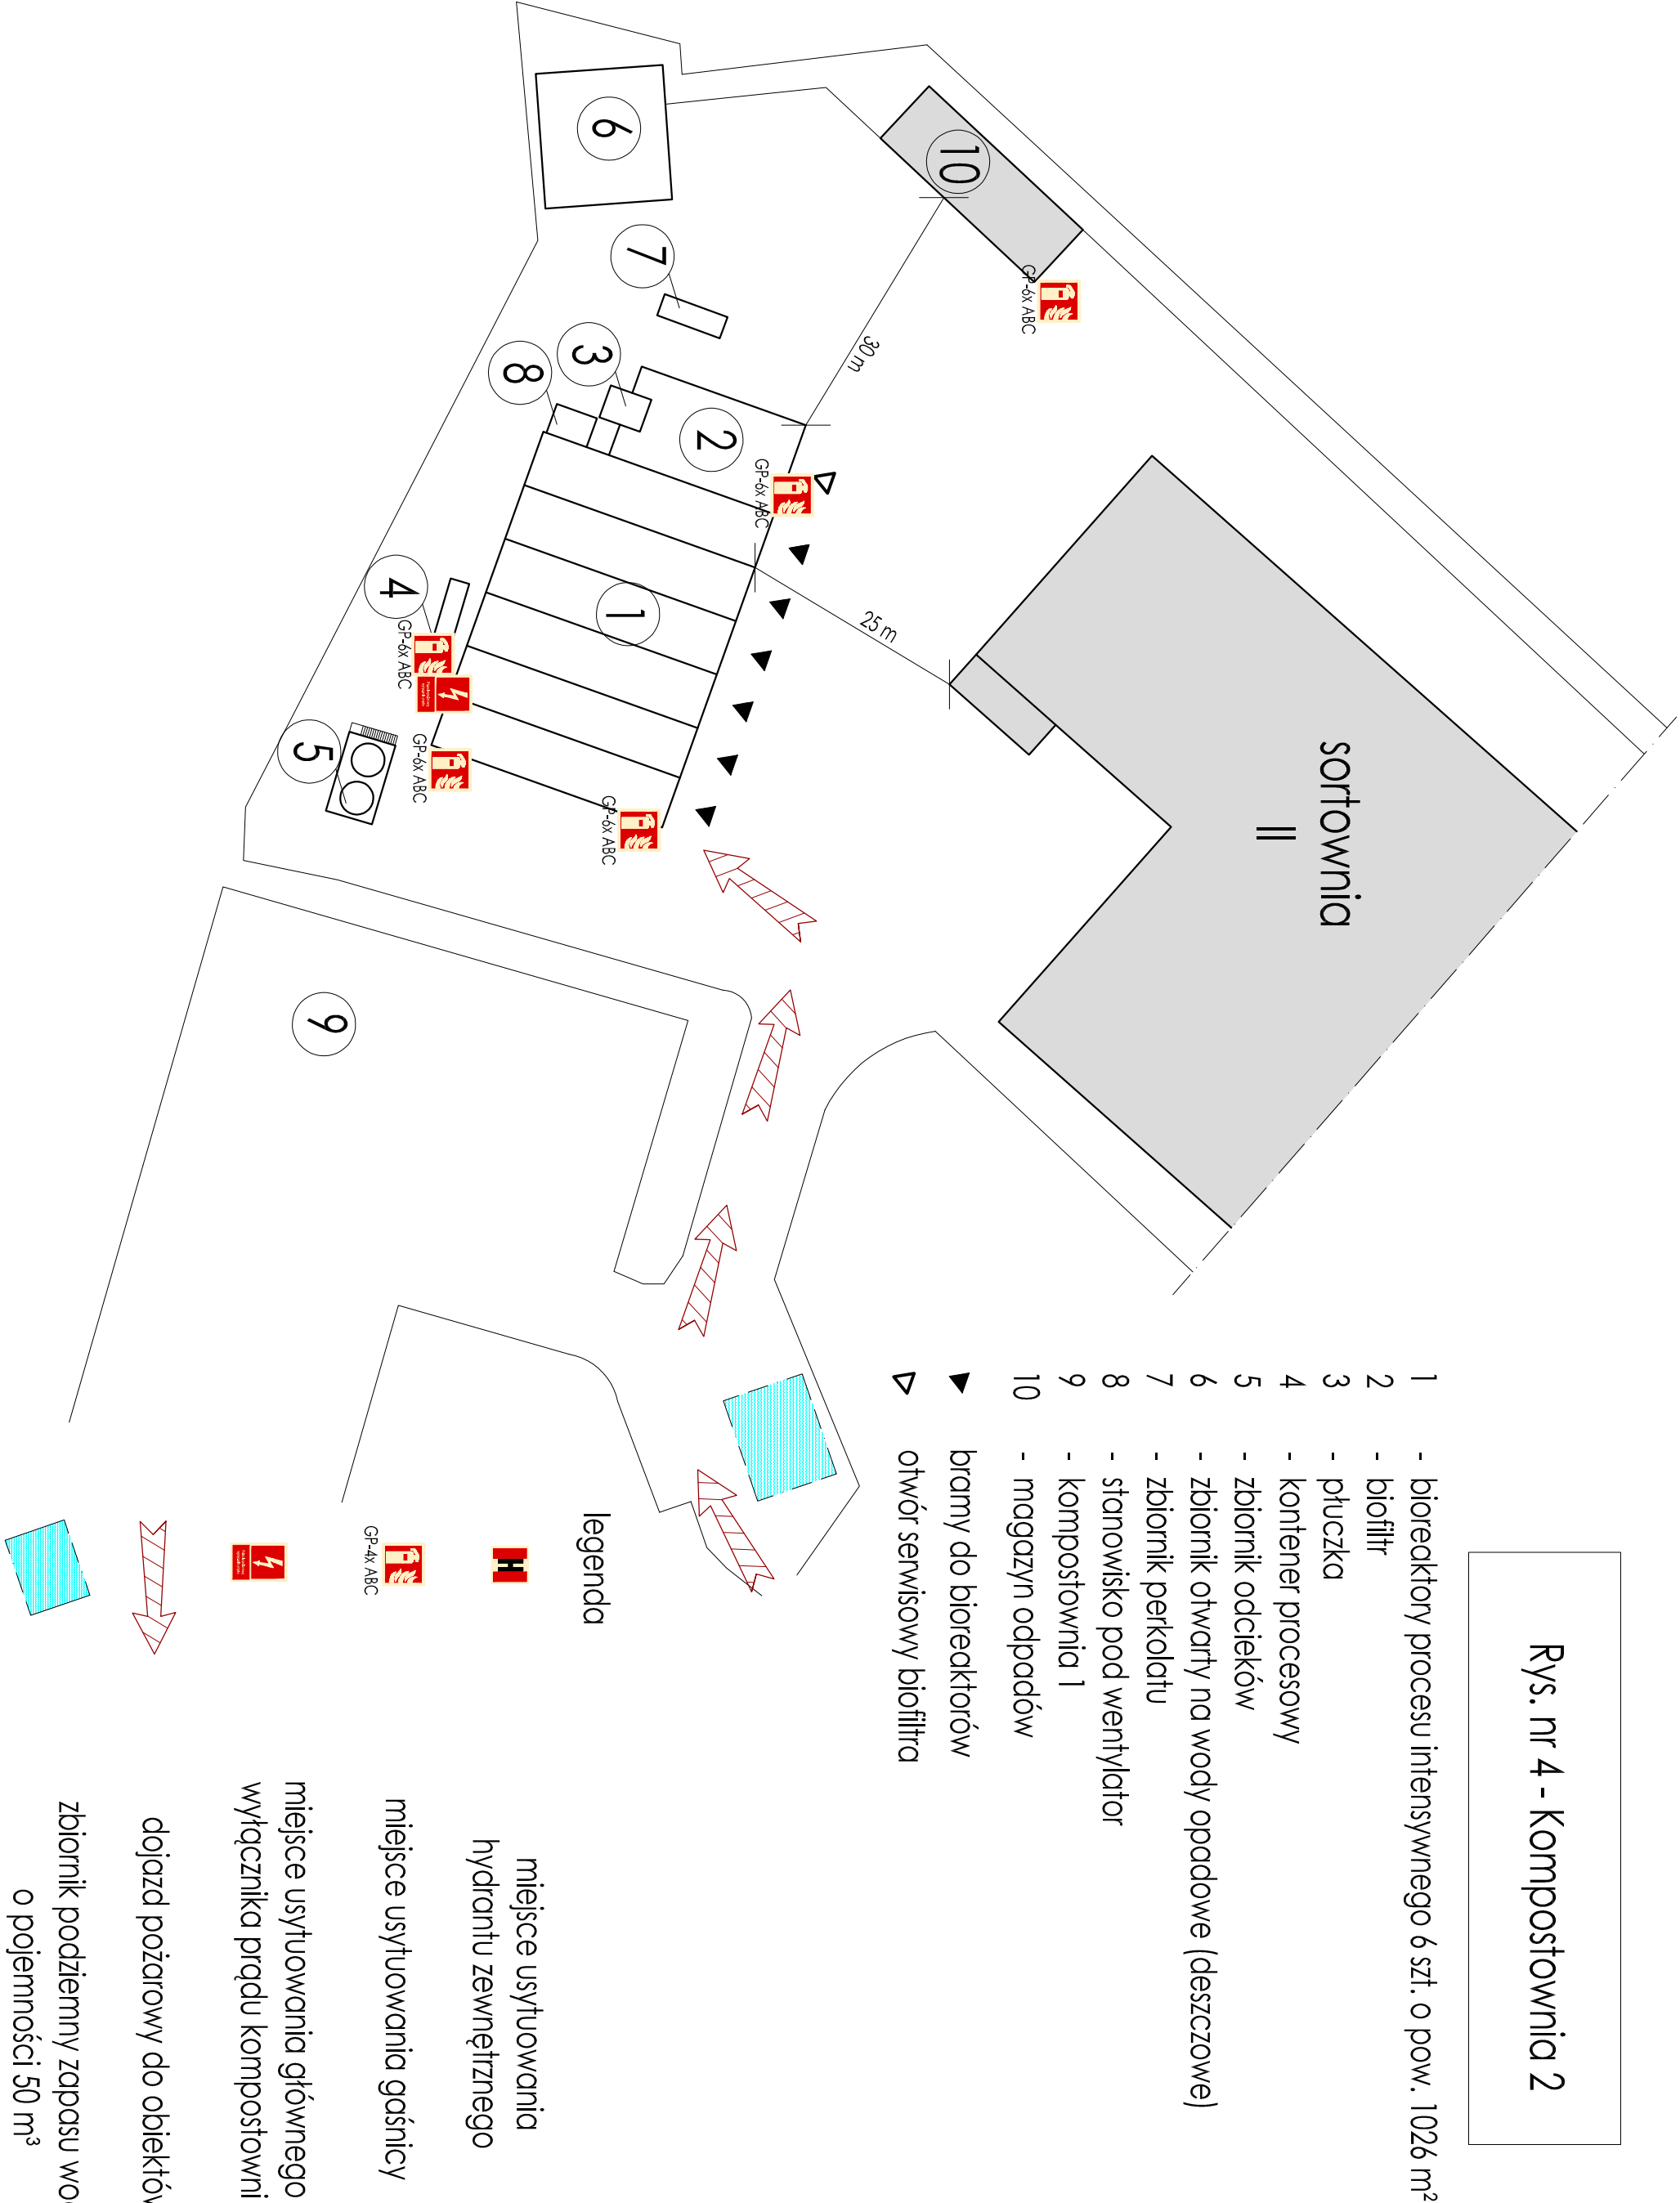 Rys. nr 4 - Kompostownia 2
1 - bioreaktory procesu intensywnego 6 szt. o pow. 1026 m²
2 - biofiltr
3 - płuczka
4 - kontener procesowy
5 - zbiornik odcieków
6 - zbiornik otwarty na wody opadowe (deszczowe)
7 - zbiornik perkolatu
8 - stanowisko pod wentylator
9 - kompostownia 1
10 - magazyn odpadów
bramy do bioreaktorów
otwór serwisowy biofiltra
sortownia
II
10
GP-6x ABC
30 m
25 m
6
7
3
8
2
GP-6x ABC
1
4
GP-6x ABC
5
GP-6x ABC
GP-6x ABC
9
legenda
H
miejsce usytuowania
hydrantu zewnętrznego
GP-4x ABC
miejsce usytuowania gaśnicy
miejsce usytuowania głównego
wyłącznika prądu kompostowni
dojazd pożarowy do obiektów
zbiornik podziemny zapasu
o pojemności 50 m³